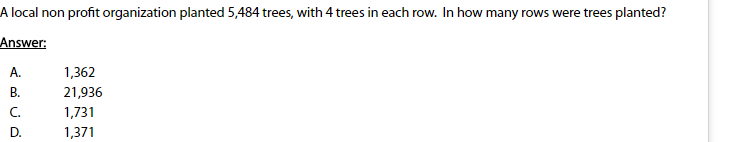 A local non profit organization planted 5,484 trees, with 4 trees in each row.  In how many rows were trees planted?
Answer:
A. 1,362
B. 21,936
C. 1,731
D. 1,371